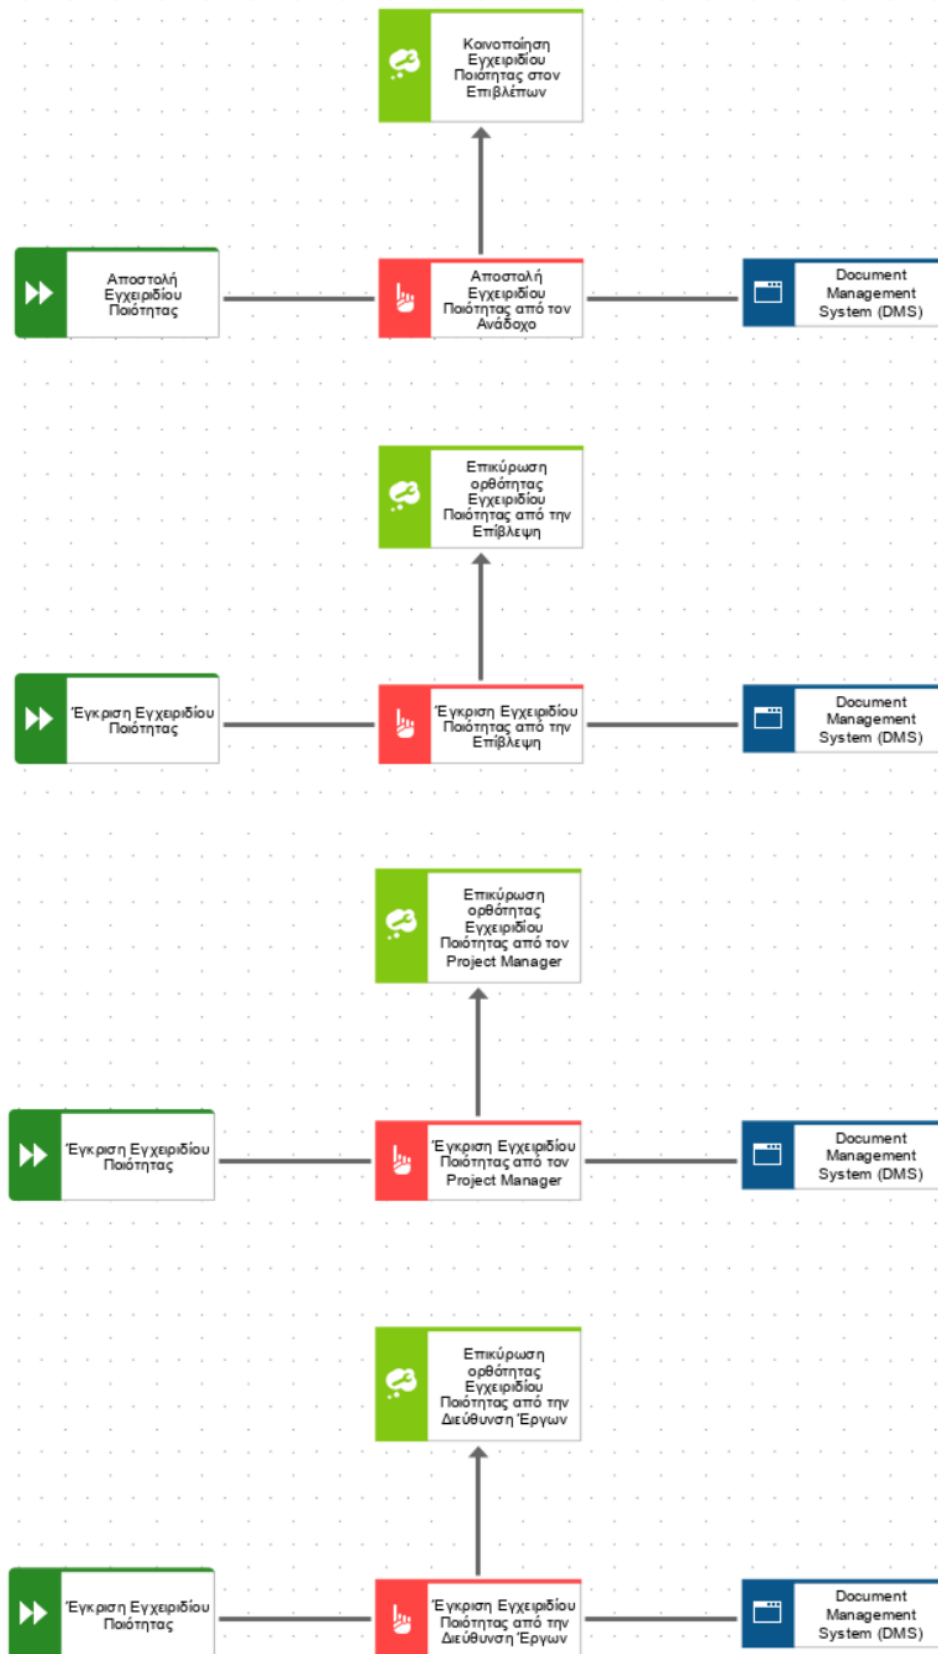 Κοινοποίηση
Εγχειριδίου
Ποιότητας στον
Επιβλέπων
Αποστολή
Εγχειριδίου
Ποιότητας
Αποστολή
Εγχειριδίου
Ποιότητας από τον
Ανάδοχο
Document
Management
System (DMS)
Επικύρωση
ορθότητας
Εγχειριδίου
Ποιότητας από την
Επίβλεψη
Έγκριση Εγχειριδίου
Ποιότητας
Έγκριση Εγχειριδίου
Ποιότητας από την
Επίβλεψη
Document
Management
System (DMS)
Επικύρωση
ορθότητας
Εγχειριδίου
Ποιότητας από τον
Project Manager
Έγκριση Εγχειριδίου
Ποιότητας
Έγκριση Εγχειριδίου
Ποιότητας από τον
Project Manager
Document
Management
System (DMS)
Επικύρωση
ορθότητας
Εγχειριδίου
Ποιότητας από την
Διεύθυνση Έργων
Έγκριση Εγχειριδίου
Ποιότητας
Έγκριση Εγχειριδίου
Ποιότητας από την
Διεύθυνση Έργων
Document
Management
System (DMS)